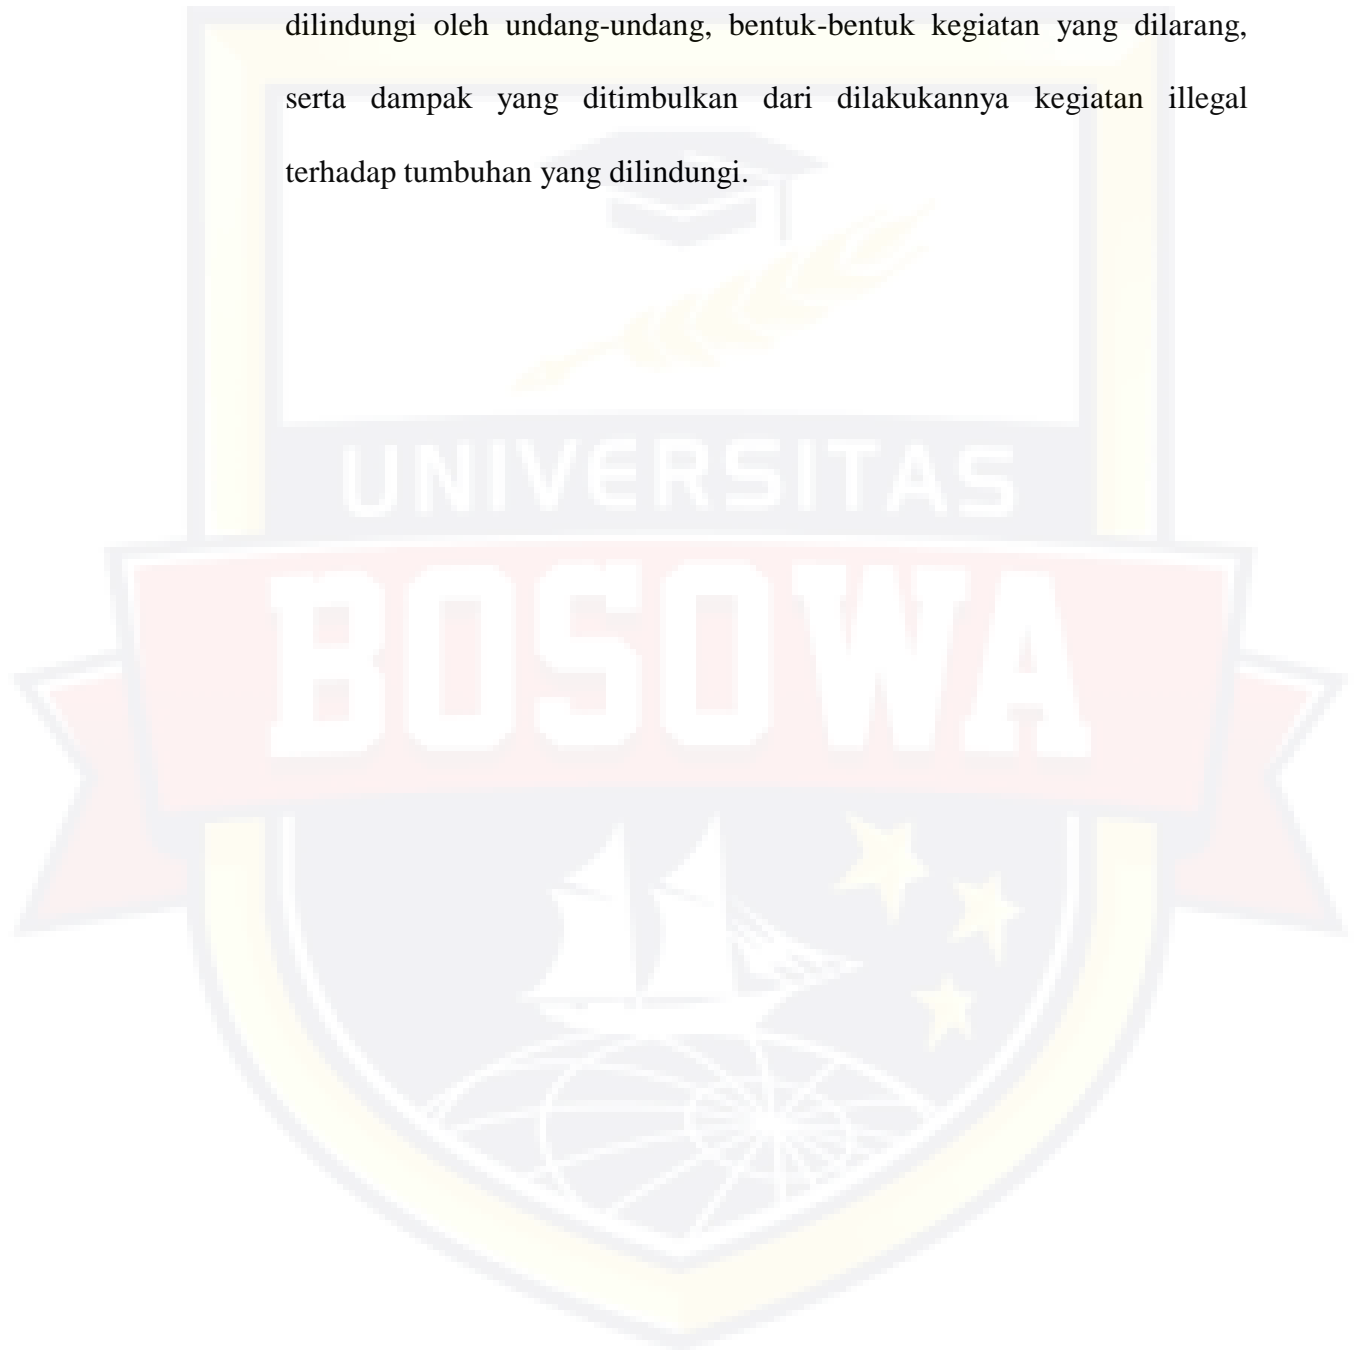 dilindungi oleh undang-undang, bentuk-bentuk kegiatan yang dilarang,
serta dampak yang ditimbulkan dari dilakukannya kegiatan illegal
terhadap tumbuhan yang dilindungi.
UNIVERSITAS
BOSOWA